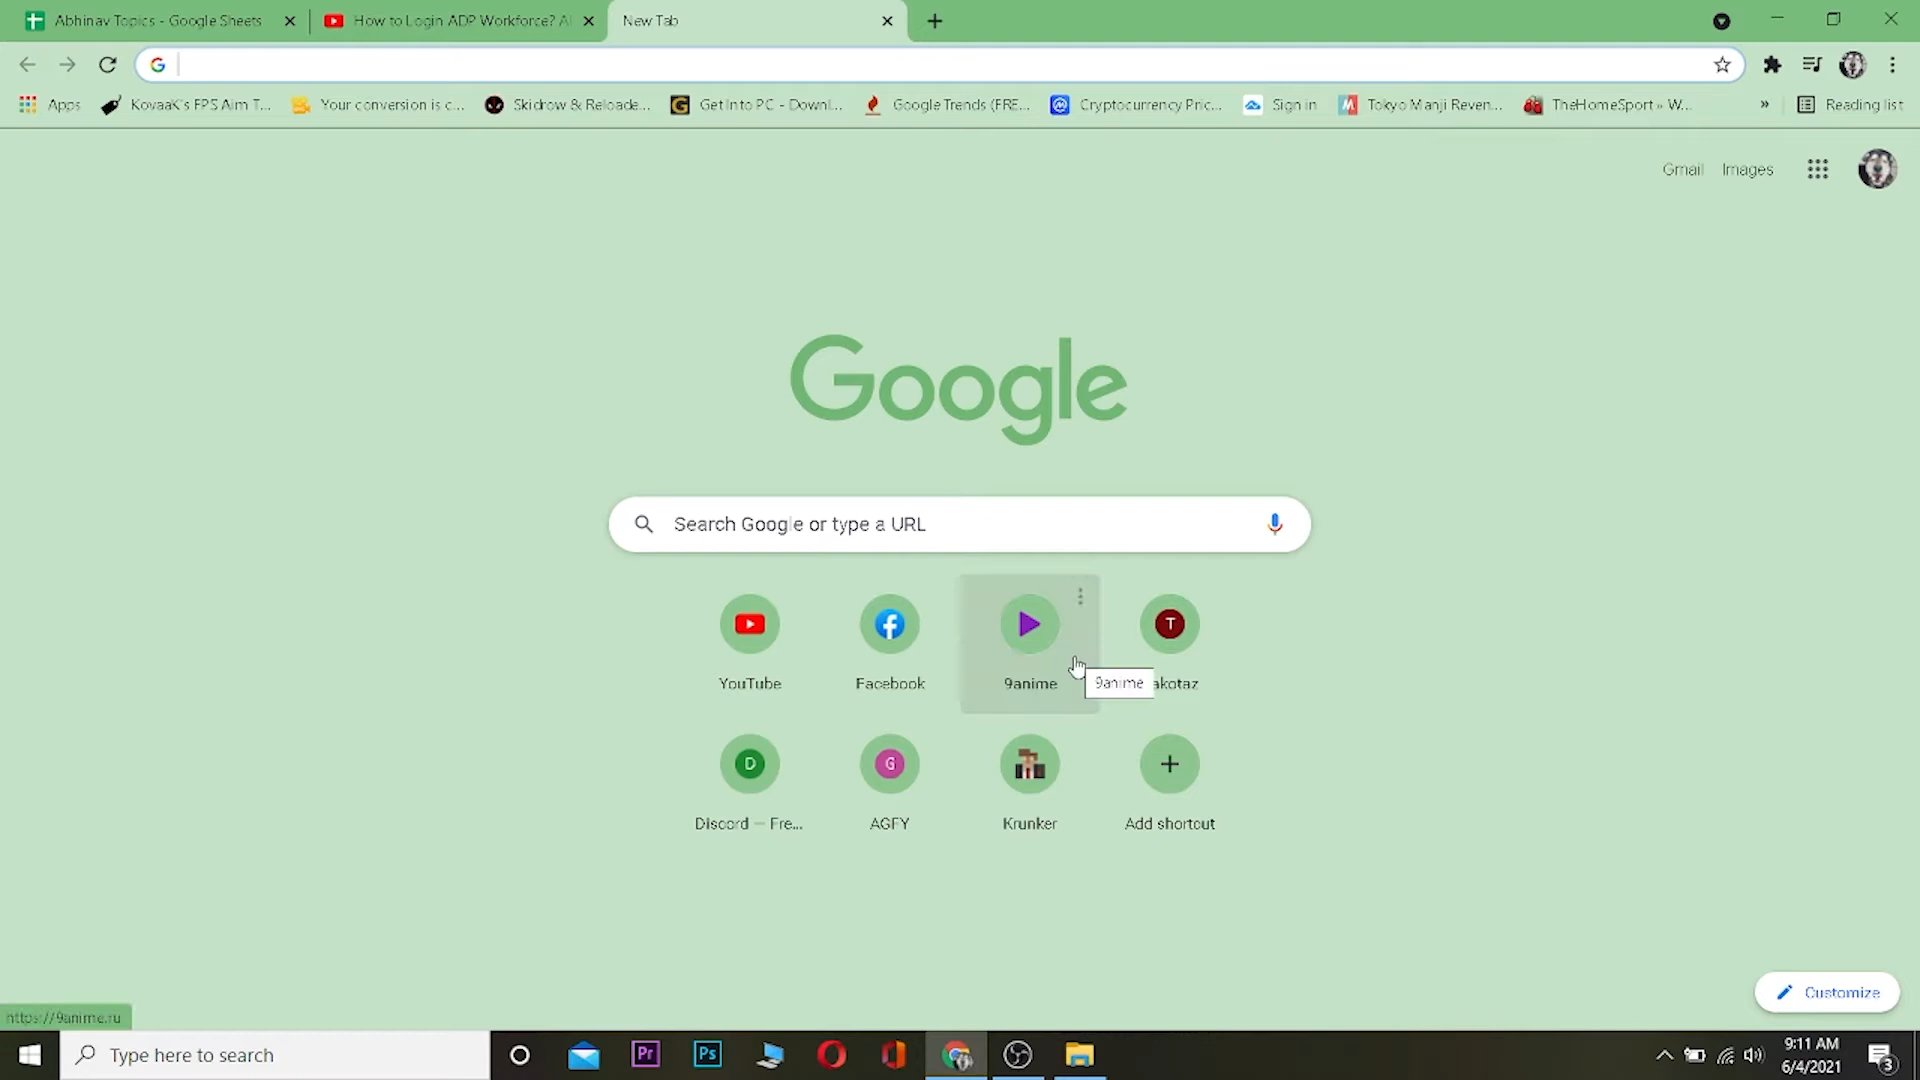 Abhinav Topics - Google Sheets
How to Login ADP Workforce? A
New Tab
Apps
KovaaK's FPS Aim T...
Your conversion is c...
Skidrow & Reloade...
Get Into PC - Downl...
Google Trends (FRE...
Cryptocurrency Pric...
Sign in
Tokyo Manji Reven...
TheHomeSport » W...
»
Reading list
Gmail
Images
Google
Search Google or type a URL
T
YouTube
Facebook
9anime
9anime
akotaz
D
G
Discord — Fre...
AGFY
Krunker
Add shortcut
Customize
https://9anime.ru
Type here to search
Pr
Ps
9:11 AM
6/4/2021
3